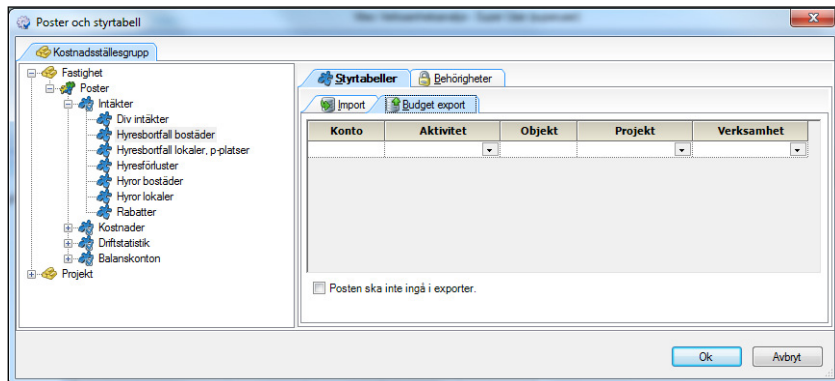 Poster och styrtabell
Kostnadsställesgrupp
Fastighet
Poster
Intäkter
Div intäkter
Hyresbortfall bostäder
Hyresbortfall lokaler, p-platser
Hyresförluster
Hyror bostäder
Hyror lokaler
Rabatter
Kostnader
Driftstatistik
Balanskonton
Projekt
Styrtabeller Behörigheter
Import Budget export
Konto Aktivitet Objekt Projekt Verksamhet
Posten ska inte ingå i exporter.
Ok Avbryt